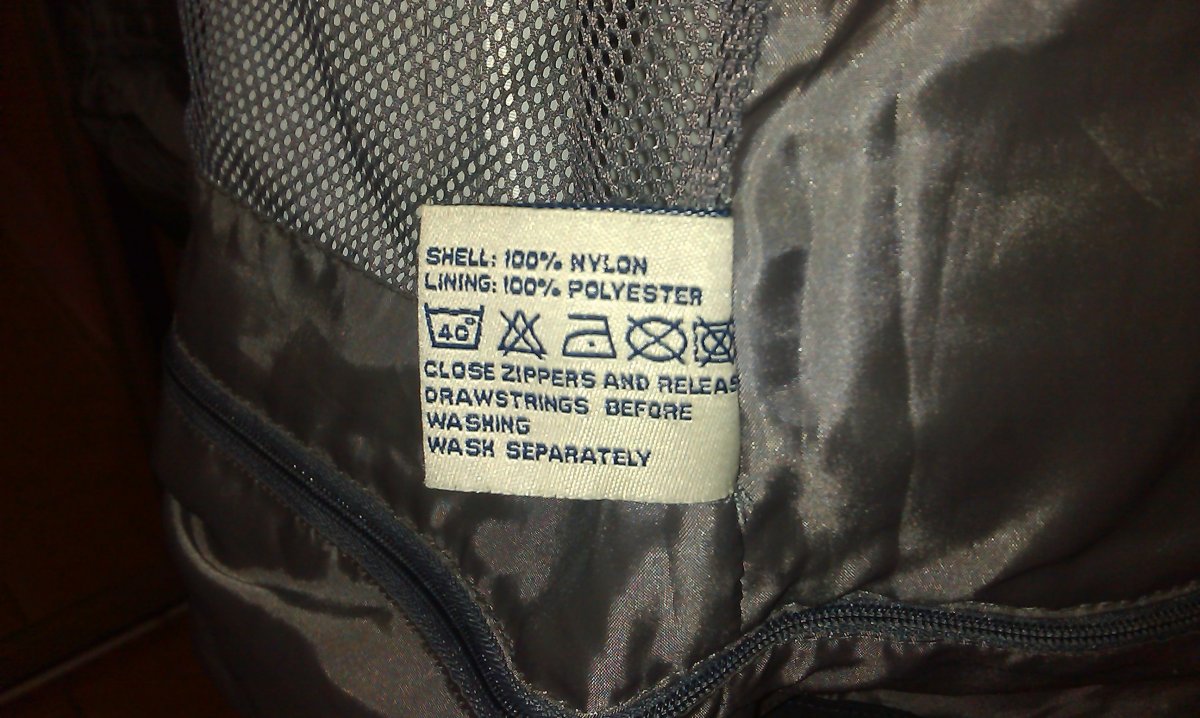 SHELL: 100% NYLON
LINING: 100% POLYESTER
40°
CLOSE ZIPPERS AND RELEAS
DRAWSTRINGS BEFORE
WASHING
WASH SEPARATELY